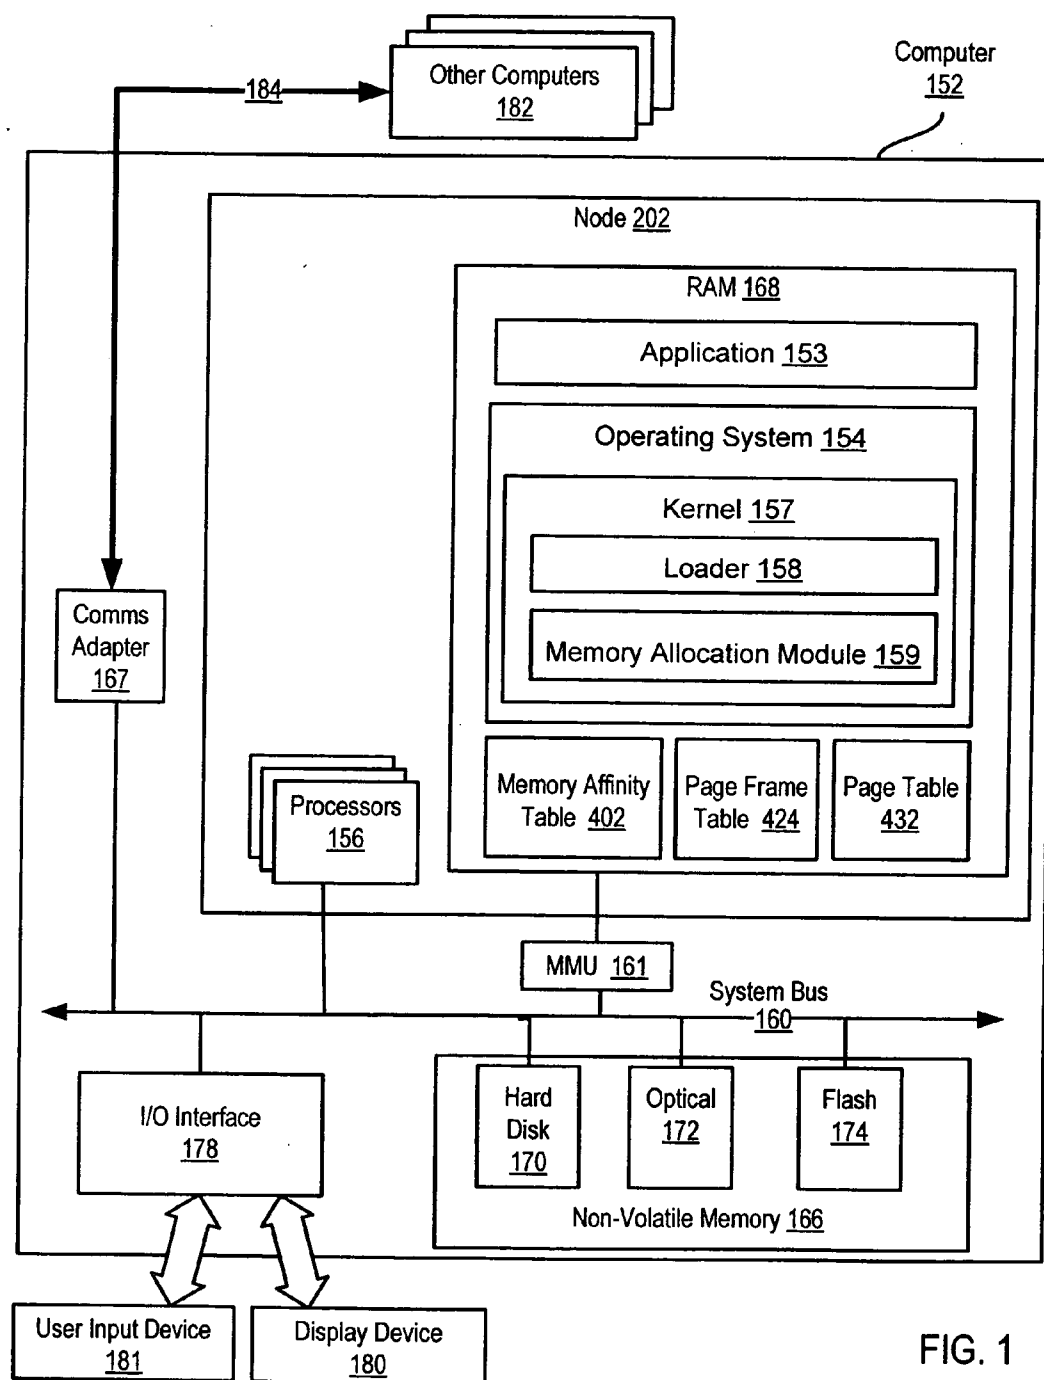 Computer
152
Other Computers
182
184
Node 202
RAM 168
Application 153
Operating System 154
Kernel 157
Loader 158
Memory Allocation Module 159
Comms
Adapter
167
Memory Affinity
Table 402
Page Frame
Table 424
Page Table
432
Processors
156
MMU 161
System Bus
160
I/O Interface
178
Hard
Disk
170
Optical
172
Flash
174
Non-Volatile Memory 166
User Input Device
181
Display Device
180
FIG. 1